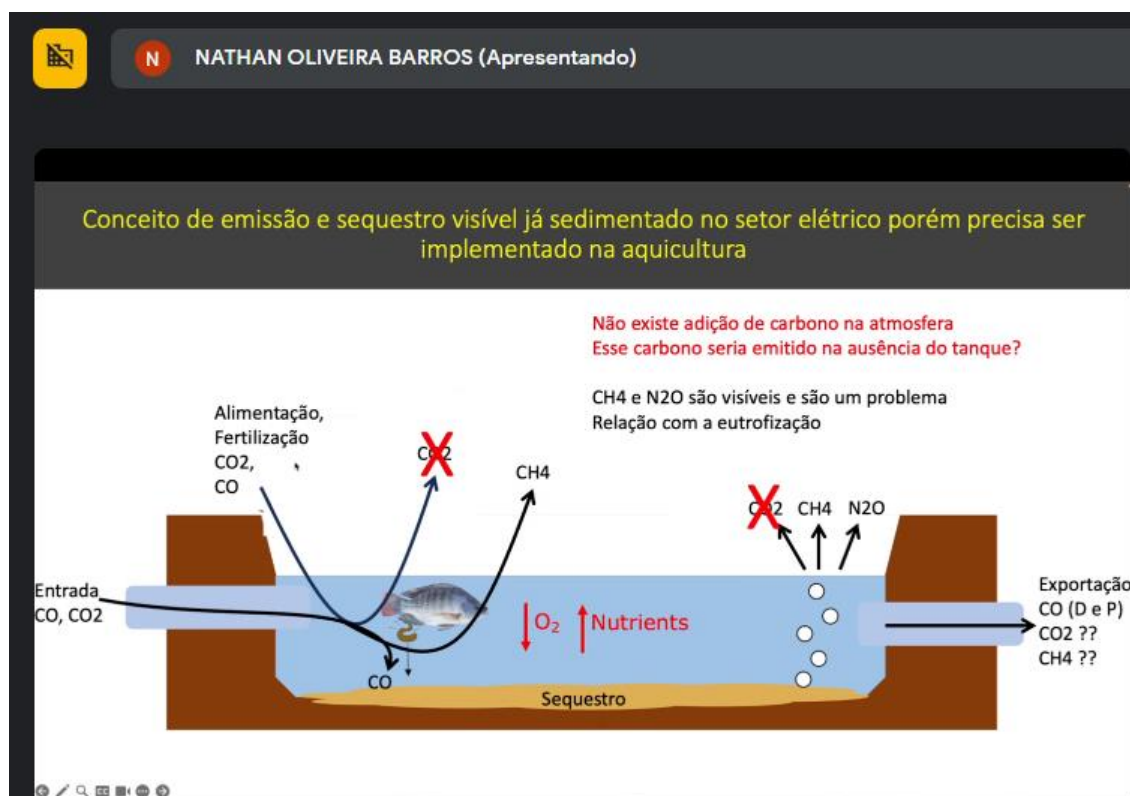 N
NATHAN OLIVEIRA BARROS (Apresentando)
Conceito de emissão e sequestro visível já sedimentado no setor elétrico porém precisa ser
implementado na aquicultura
Não existe adição de carbono na atmosfera
Esse carbono seria emitido na ausência do tanque?
CH4 e N2O são visíveis e são um problema
Relação com a eutrofização
Alimentação,
Fertilização
CO2,
CO
CO2
CH4
CO2 CH4 N2O
Entrada
CO, CO2
O₂ Nutrients
CO
Sequestro
Exportação
CO (D e P)
CO2 ??
CH4 ??